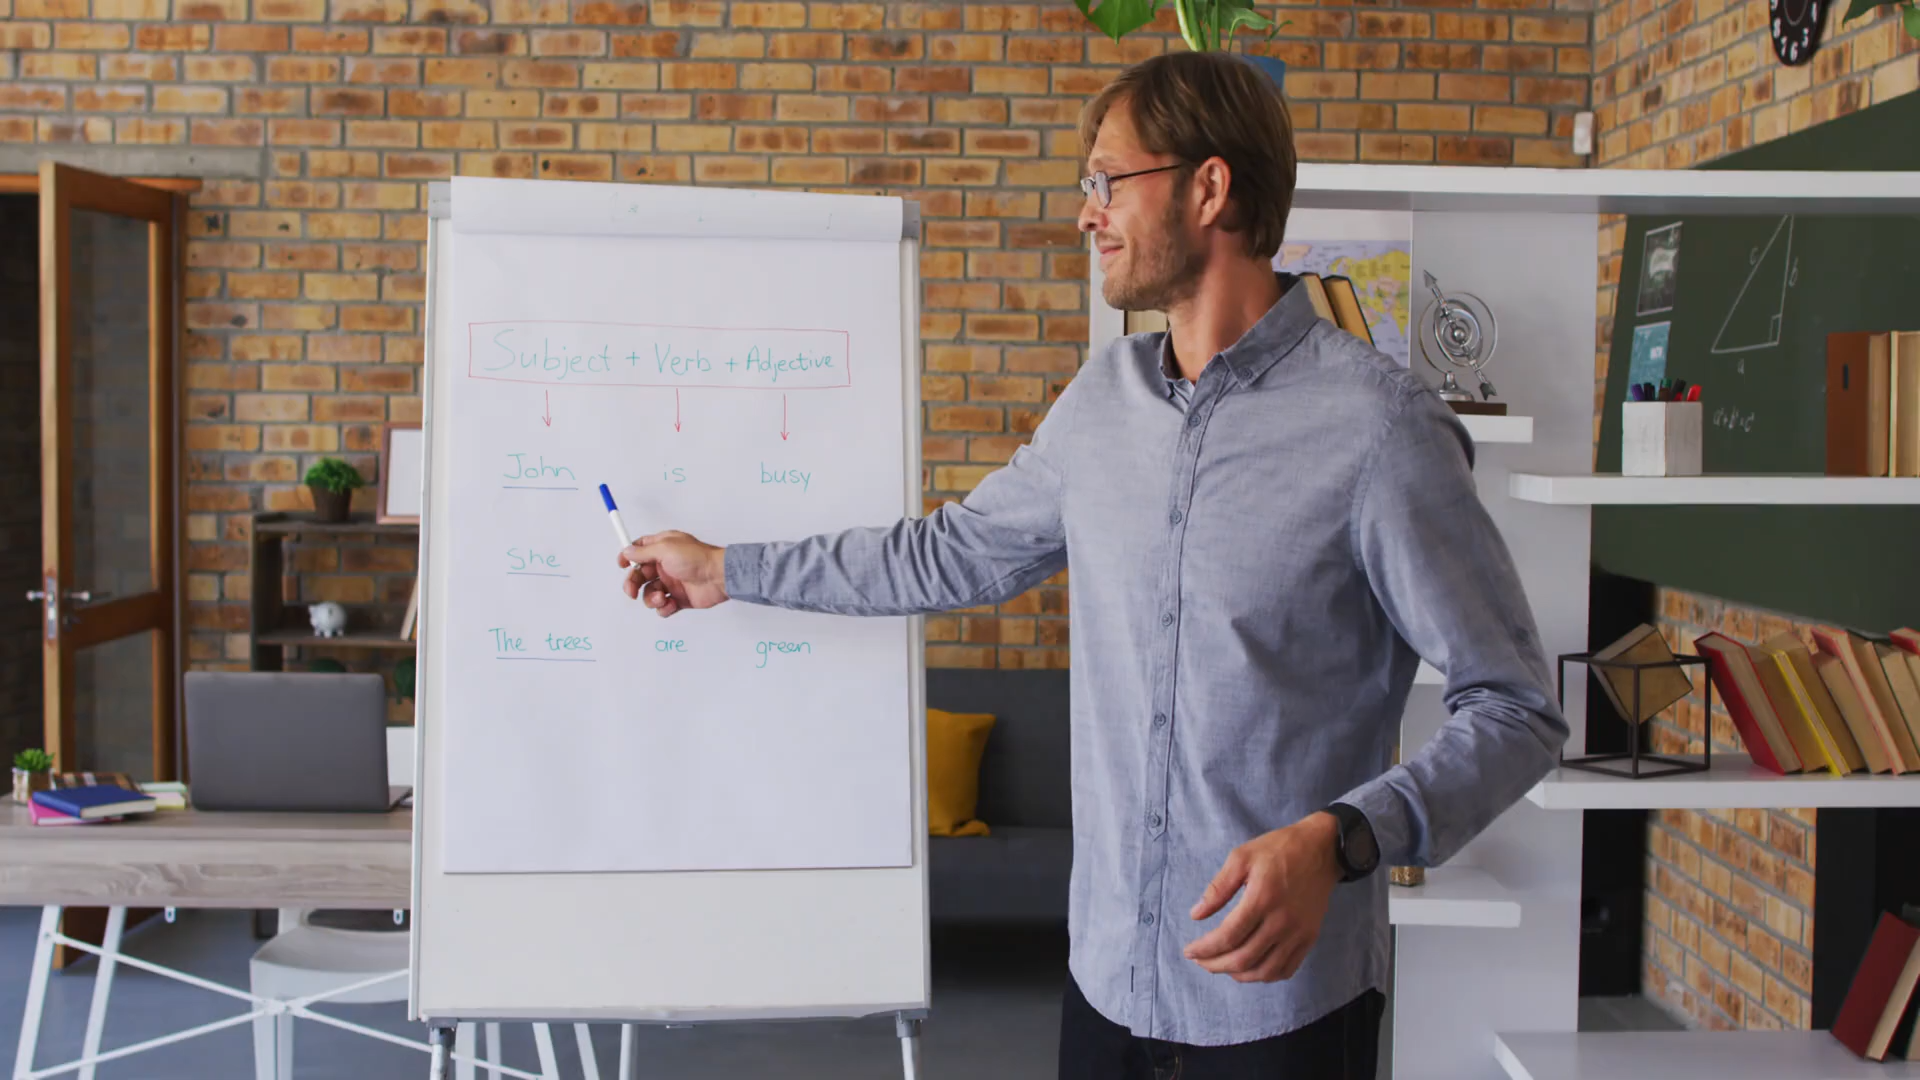 Subject + Verb + Adjective
John is busy
She
The trees are green
c
b
a